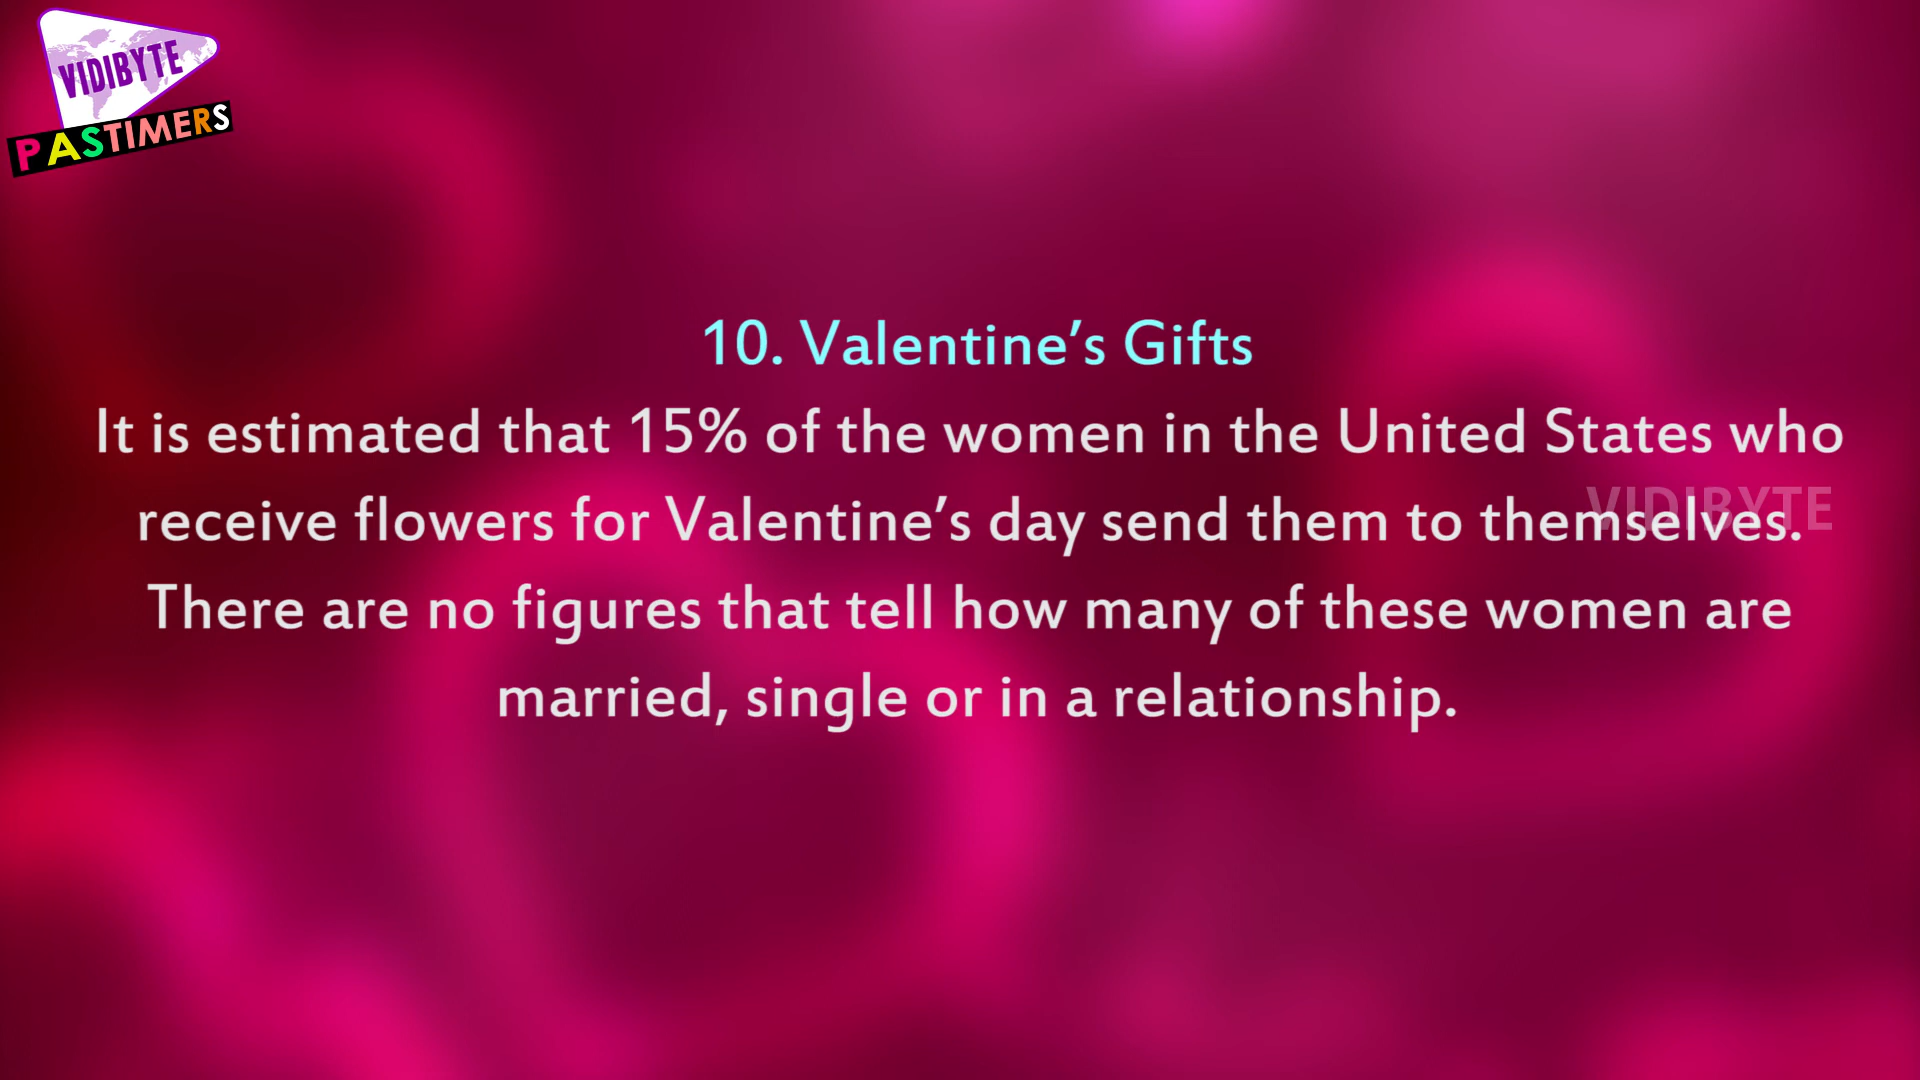 VIDIBYTE
PASTIMERS
10. Valentine’s Gifts
It is estimated that 15% of the women in the United States who
receive flowers for Valentine’s day send them to themselves.
VIDIBYTE
There are no figures that tell how many of these women are
married, single or in a relationship.